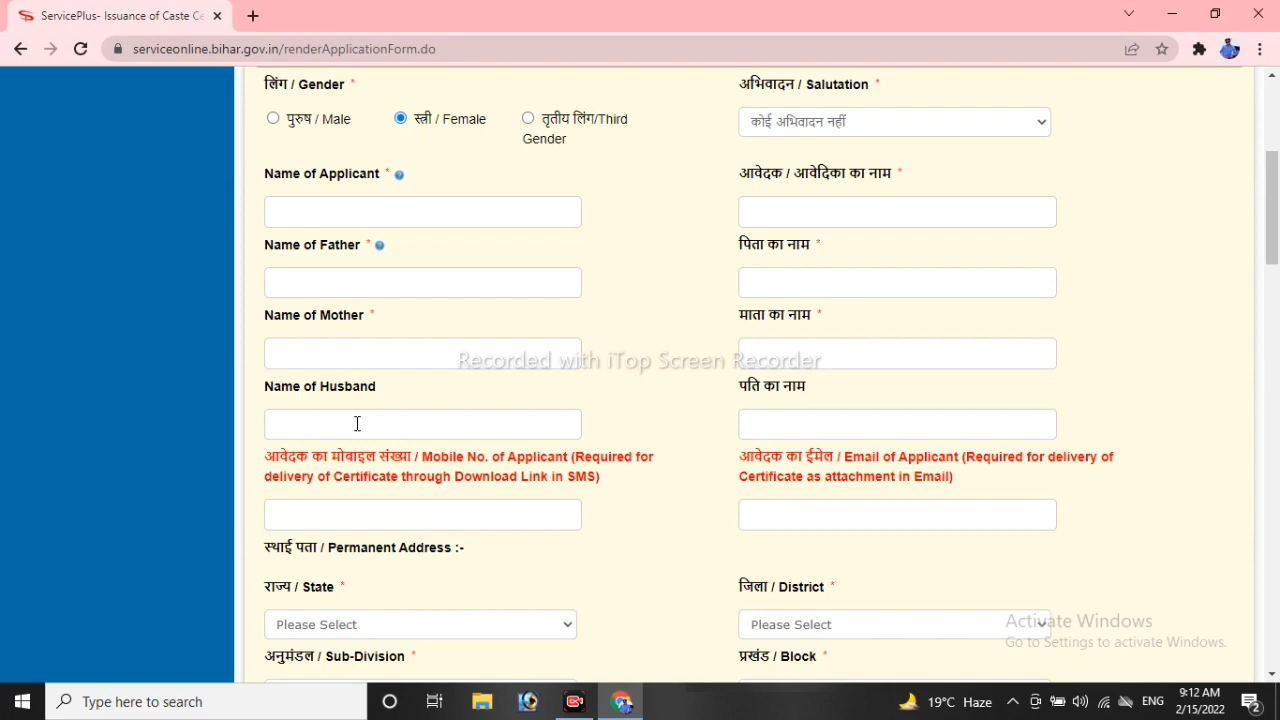 ServicePlus- Issuance of Caste Ce
serviceonline.bihar.gov.in/renderApplicationForm.do
लिंग / Gender *
अभिवादन / Salutation *
पुरुष / Male
स्त्री / Female
तृतीय लिंग/Third
Gender
कोई अभिवादन नहीं
Name of Applicant *
आवेदक / आवेदिका का नाम *
Name of Father *
पिता का नाम *
Name of Mother *
माता का नाम *
Recorded with iTop Screen Recorder
Name of Husband
पति का नाम
आवेदक का मोबाइल संख्या / Mobile No. of Applicant (Required for
delivery of Certificate through Download Link in SMS)
आवेदक का ईमेल / Email of Applicant (Required for delivery of
Certificate as attachment in Email)
स्थाई पता / Permanent Address :-
राज्य / State *
जिला / District *
Please Select
Please Select
Activate Windows
Go to Settings to activate Windows.
अनुमंडल / Sub-Division *
प्रखंड / Block *
Type here to search
19°C Haze
ENG
9:12 AM
2/15/2022
2